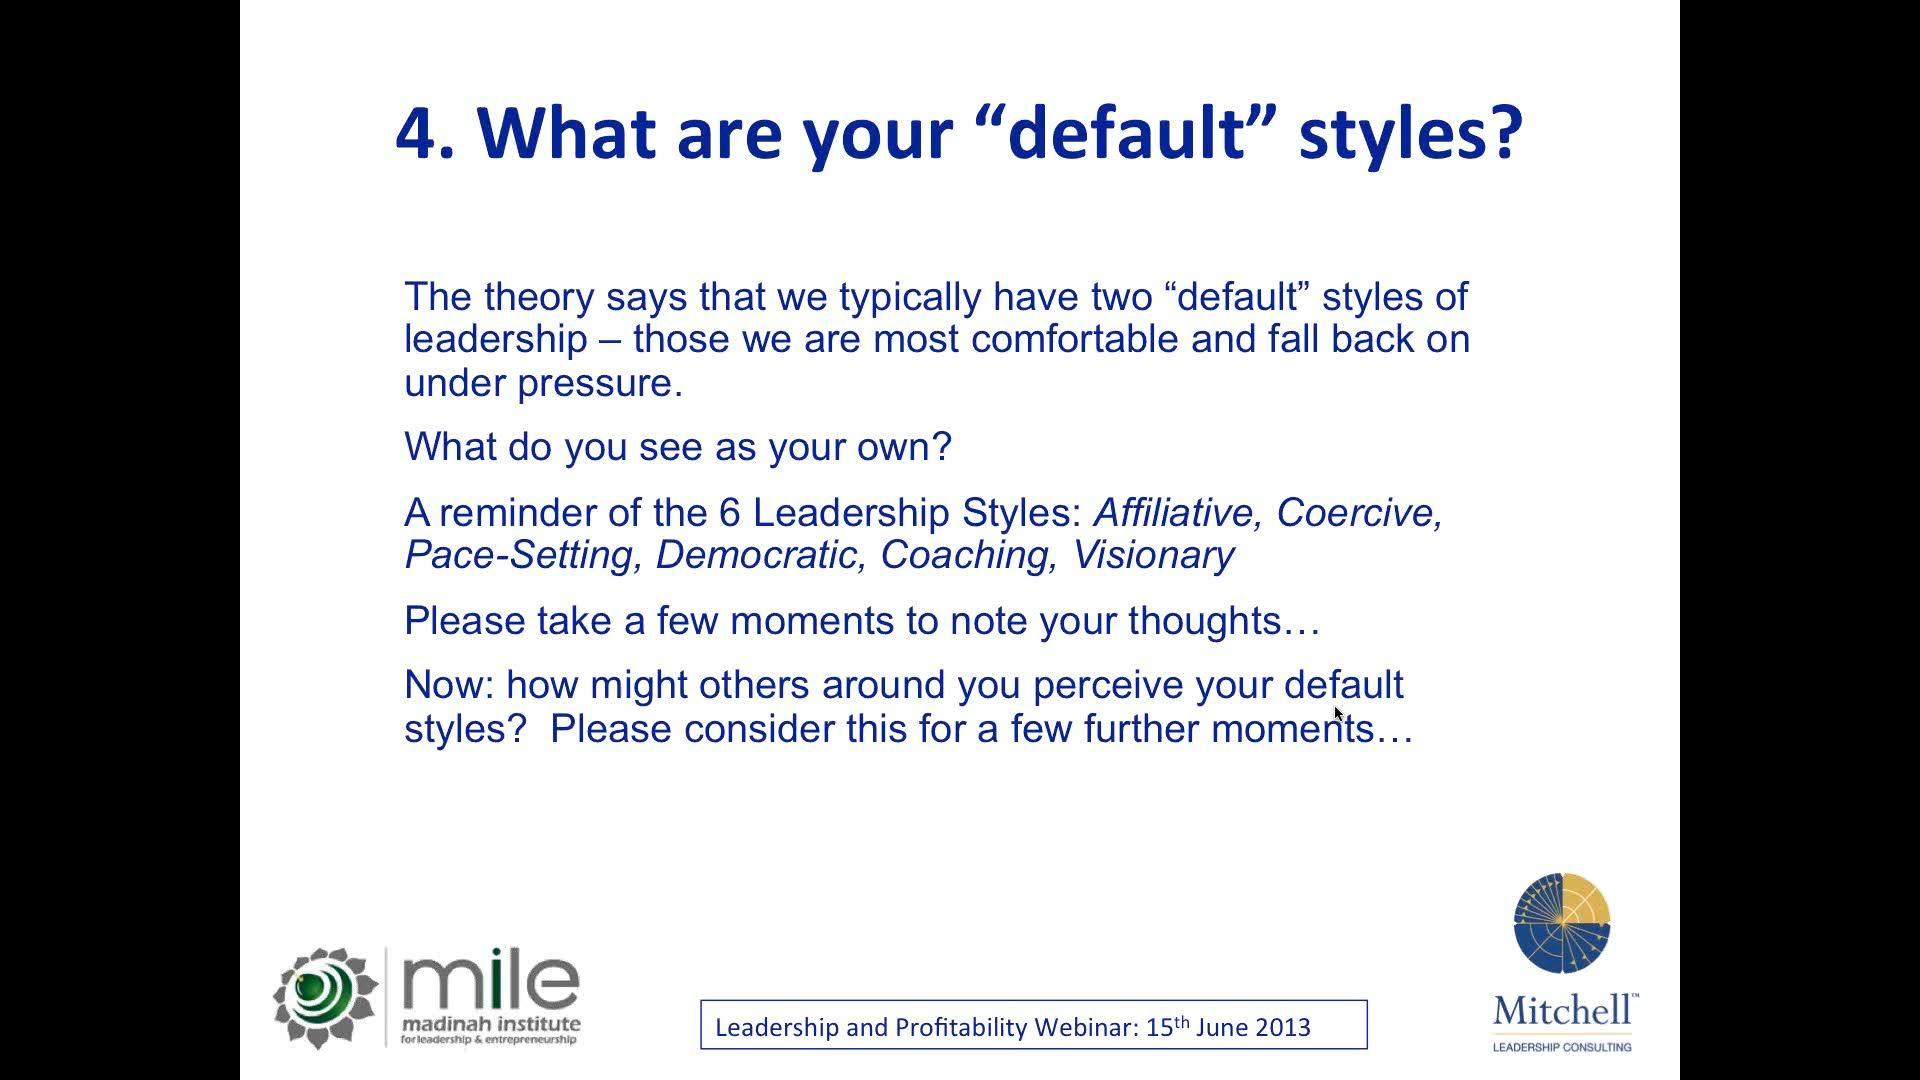 4. What are your “default” styles?
The theory says that we typically have two “default” styles of
leadership – those we are most comfortable and fall back on
under pressure.
What do you see as your own?
A reminder of the 6 Leadership Styles: Affiliative, Coercive,
Pace-Setting, Democratic, Coaching, Visionary
Please take a few moments to note your thoughts…
Now: how might others around you perceive your default
styles?  Please consider this for a few further moments…
mile
madinah institute
for leadership & entrepreneurship
Leadership and Profitability Webinar: 15th June 2013
Mitchell™
LEADERSHIP CONSULTING